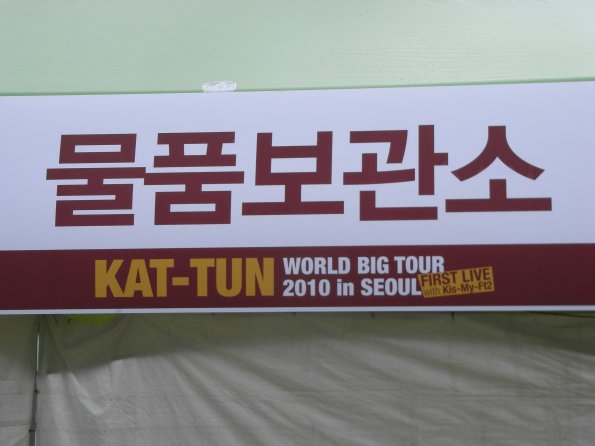 물품보관소
KAT-TUN WORLD BIG TOUR
2010 in SEOUL
FIRST LIVE
with Kis-My-Ft2